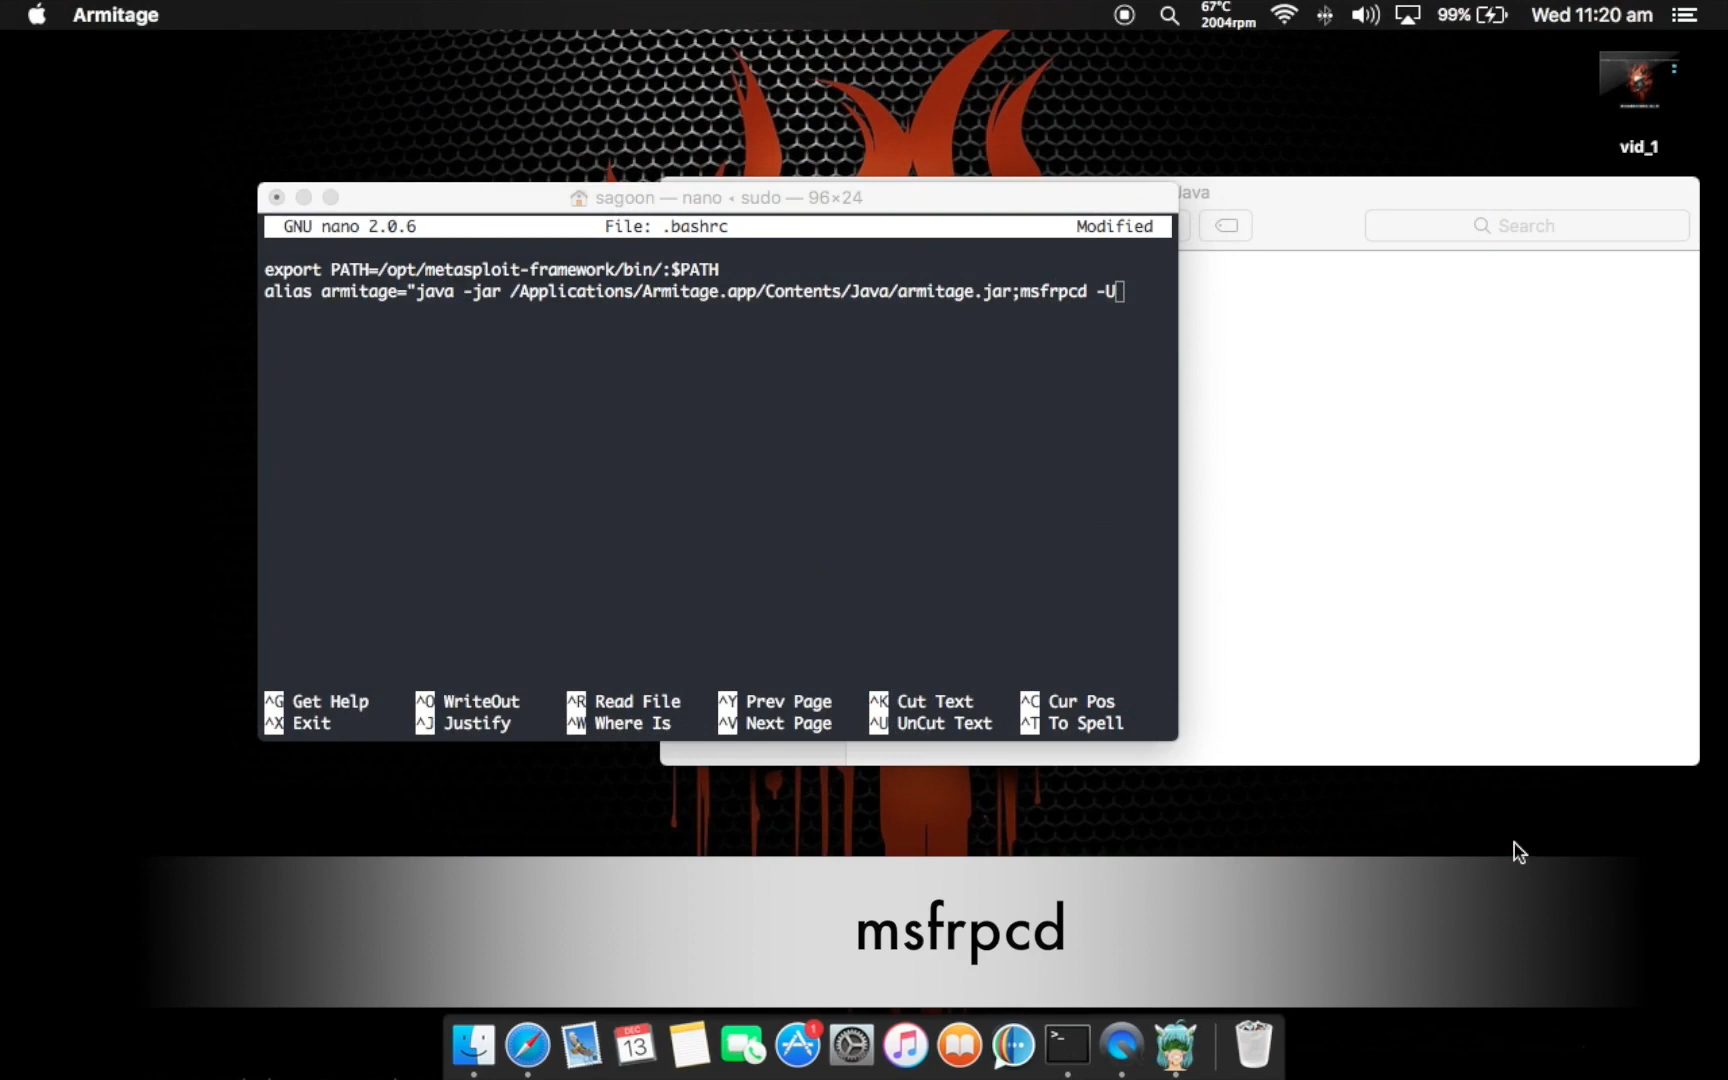 Armitage
67°C
2004rpm
99%
Wed 11:20 am
vid_1
sagoon — nano ◂ sudo — 96×24
Java
Search
GNU nano 2.0.6 File: .bashrc Modified
export PATH=/opt/metasploit-framework/bin/:$PATH
alias armitage="java -jar /Applications/Armitage.app/Contents/Java/armitage.jar;msfrpcd -U
^G Get Help ^O WriteOut ^R Read File ^Y Prev Page ^K Cut Text ^C Cur Pos
^X Exit ^J Justify ^W Where Is ^V Next Page ^U UnCut Text ^T To Spell
msfrpcd
DEC
13
1
>_